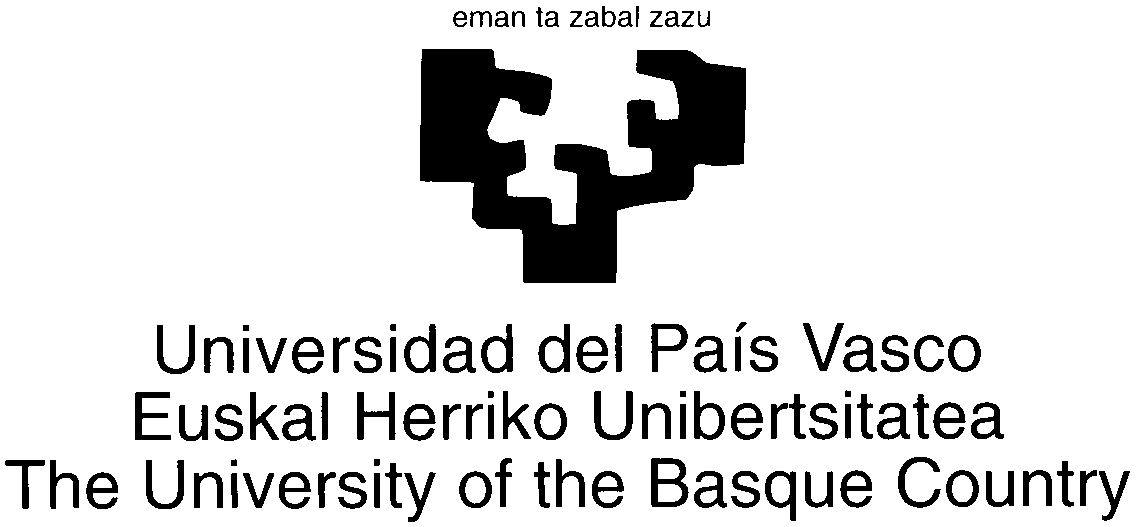 eman ta zabal zazu
Universidad del País Vasco
Euskal Herriko Unibertsitatea
The University of the Basque Country